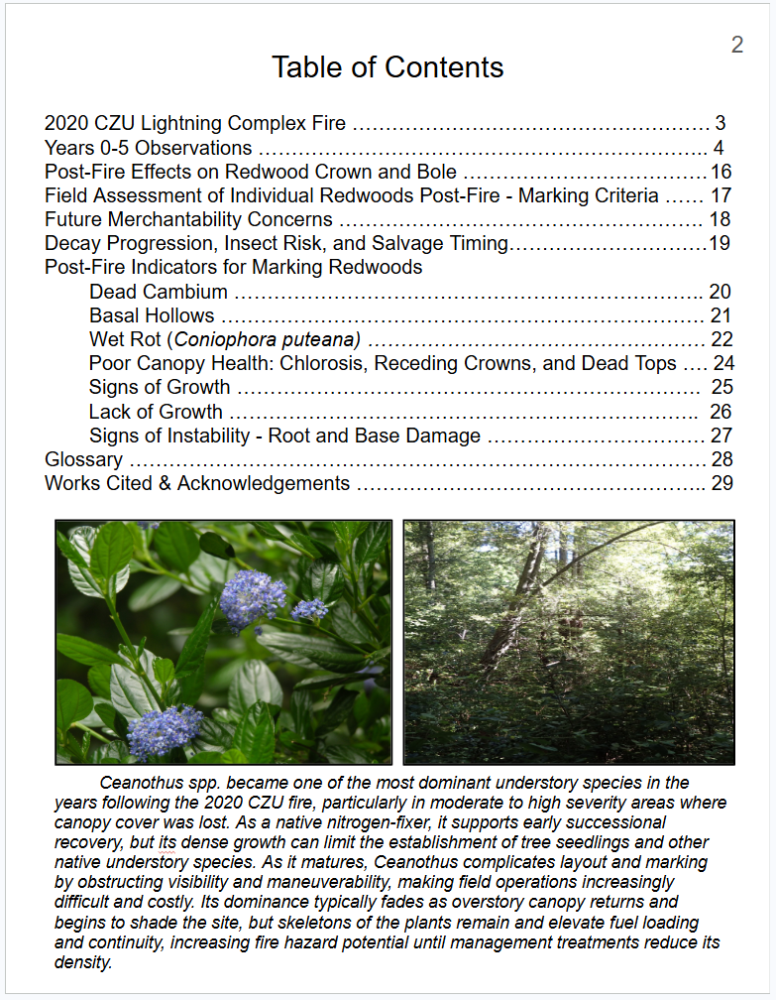 2
Table of Contents
2020 CZU Lightning Complex Fire ……………………………………………… 3
Years 0-5 Observations ………………………………………………………….. 4
Post-Fire Effects on Redwood Crown and Bole ……………………………….16
Field Assessment of Individual Redwoods Post-Fire - Marking Criteria …… 17
Future Merchantability Concerns ………………………………………………. 18
Decay Progression, Insect Risk, and Salvage Timing…………………………19
Post-Fire Indicators for Marking Redwoods
Dead Cambium …………………………………………………………….. 20
Basal Hollows ……………………………………………………………… 21
Wet Rot (Coniophora puteana) …………………………………………… 22
Poor Canopy Health: Chlorosis, Receding Crowns, and Dead Tops …. 24
Signs of Growth ……………………………………………………………. 25
Lack of Growth …………………………………………………………….. 26
Signs of Instability - Root and Base Damage …………………………… 27
Glossary …………………………………………………………………………… 28
Works Cited & Acknowledgements …………………………………………….. 29
Ceanothus spp. became one of the most dominant understory species in the
years following the 2020 CZU fire, particularly in moderate to high severity areas where
canopy cover was lost. As a native nitrogen-fixer, it supports early successional
recovery, but its dense growth can limit the establishment of tree seedlings and other
native understory species. As it matures, Ceanothus complicates layout and marking
by obstructing visibility and maneuverability, making field operations increasingly
difficult and costly. Its dominance typically fades as overstory canopy returns and
begins to shade the site, but skeletons of the plants remain and elevate fuel loading
and continuity, increasing fire hazard potential until management treatments reduce its
density.